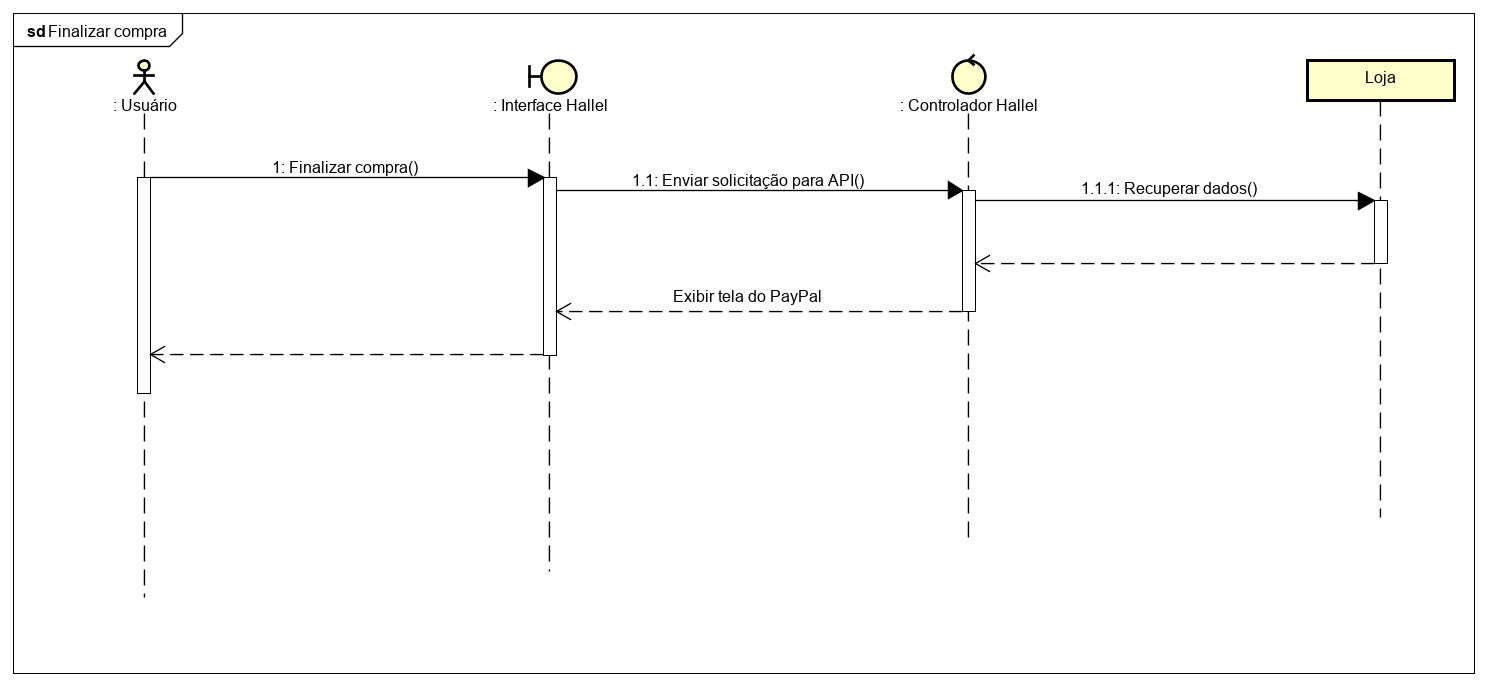 sd Finalizar compra
: Usuário
: Interface Hallel
: Controlador Hallel
Loja
1: Finalizar compra()
1.1: Enviar solicitação para API()
1.1.1: Recuperar dados()
Exibir tela do PayPal